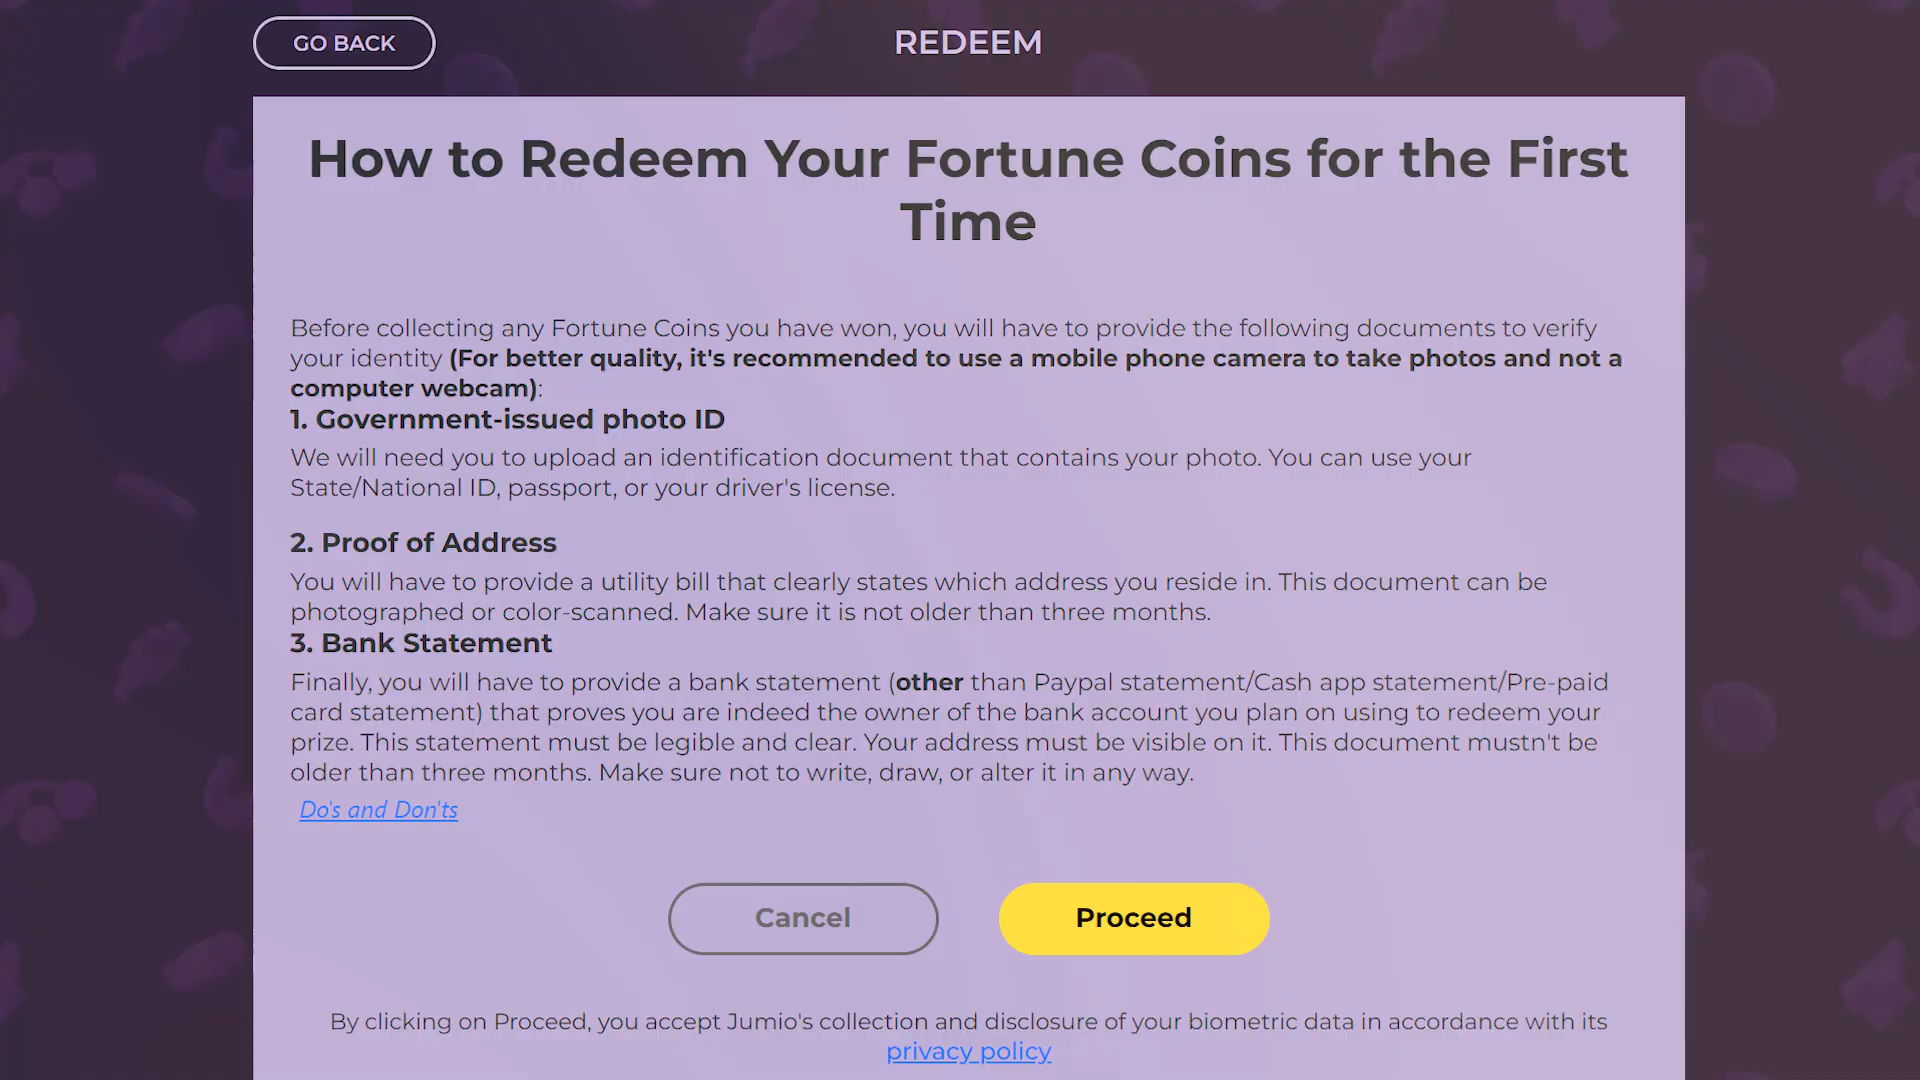 GO BACK
REDEEM
How to Redeem Your Fortune Coins for the First
Time
Before collecting any Fortune Coins you have won, you will have to provide the following documents to verify
your identity (For better quality, it's recommended to use a mobile phone camera to take photos and not a
computer webcam):
1. Government-issued photo ID
We will need you to upload an identification document that contains your photo. You can use your
State/National ID, passport, or your driver's license.
2. Proof of Address
You will have to provide a utility bill that clearly states which address you reside in. This document can be
photographed or color-scanned. Make sure it is not older than three months.
3. Bank Statement
Finally, you will have to provide a bank statement (other than Paypal statement/Cash app statement/Pre-paid
card statement) that proves you are indeed the owner of the bank account you plan on using to redeem your
prize. This statement must be legible and clear. Your address must be visible on it. This document mustn't be
older than three months. Make sure not to write, draw, or alter it in any way.
Do's and Don'ts
Cancel
Proceed
By clicking on Proceed, you accept Jumio's collection and disclosure of your biometric data in accordance with its
privacy policy